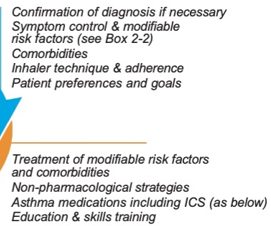 Confirmation of diagnosis if necessary
Symptom control & modifiable
risk factors (see Box 2-2)
Comorbidities
Inhaler technique & adherence
Patient preferences and goals
Treatment of modifiable risk factors
and comorbidities
Non-pharmacological strategies
Asthma medications including ICS (as below)
Education & skills training